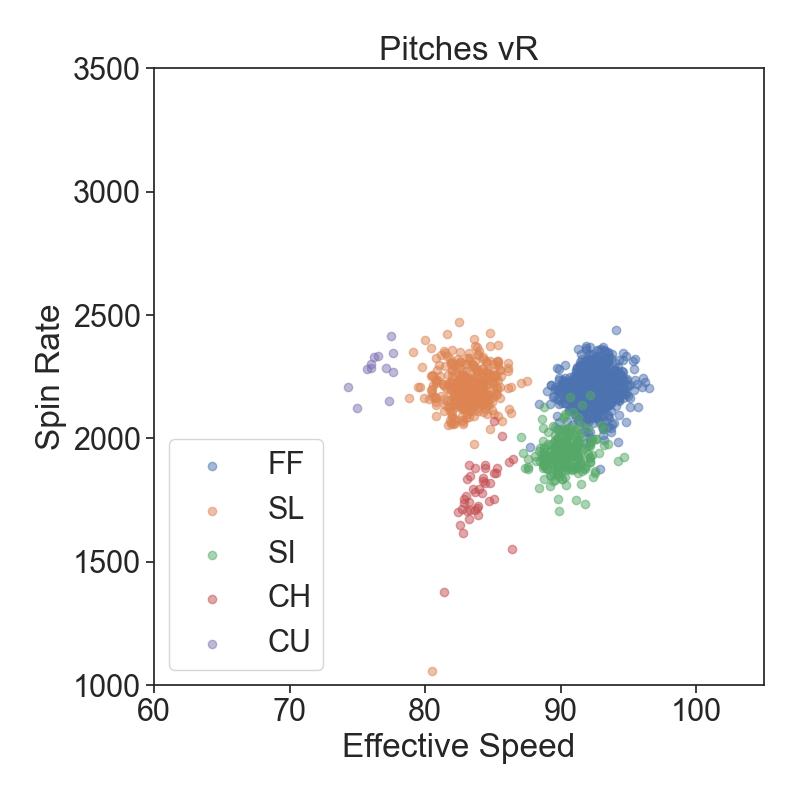 Pitches vR
3500
3000
2500
2000
1500
1000
Spin Rate
FF
SL
SI
CH
CU
60 70 80 90 100
Effective Speed